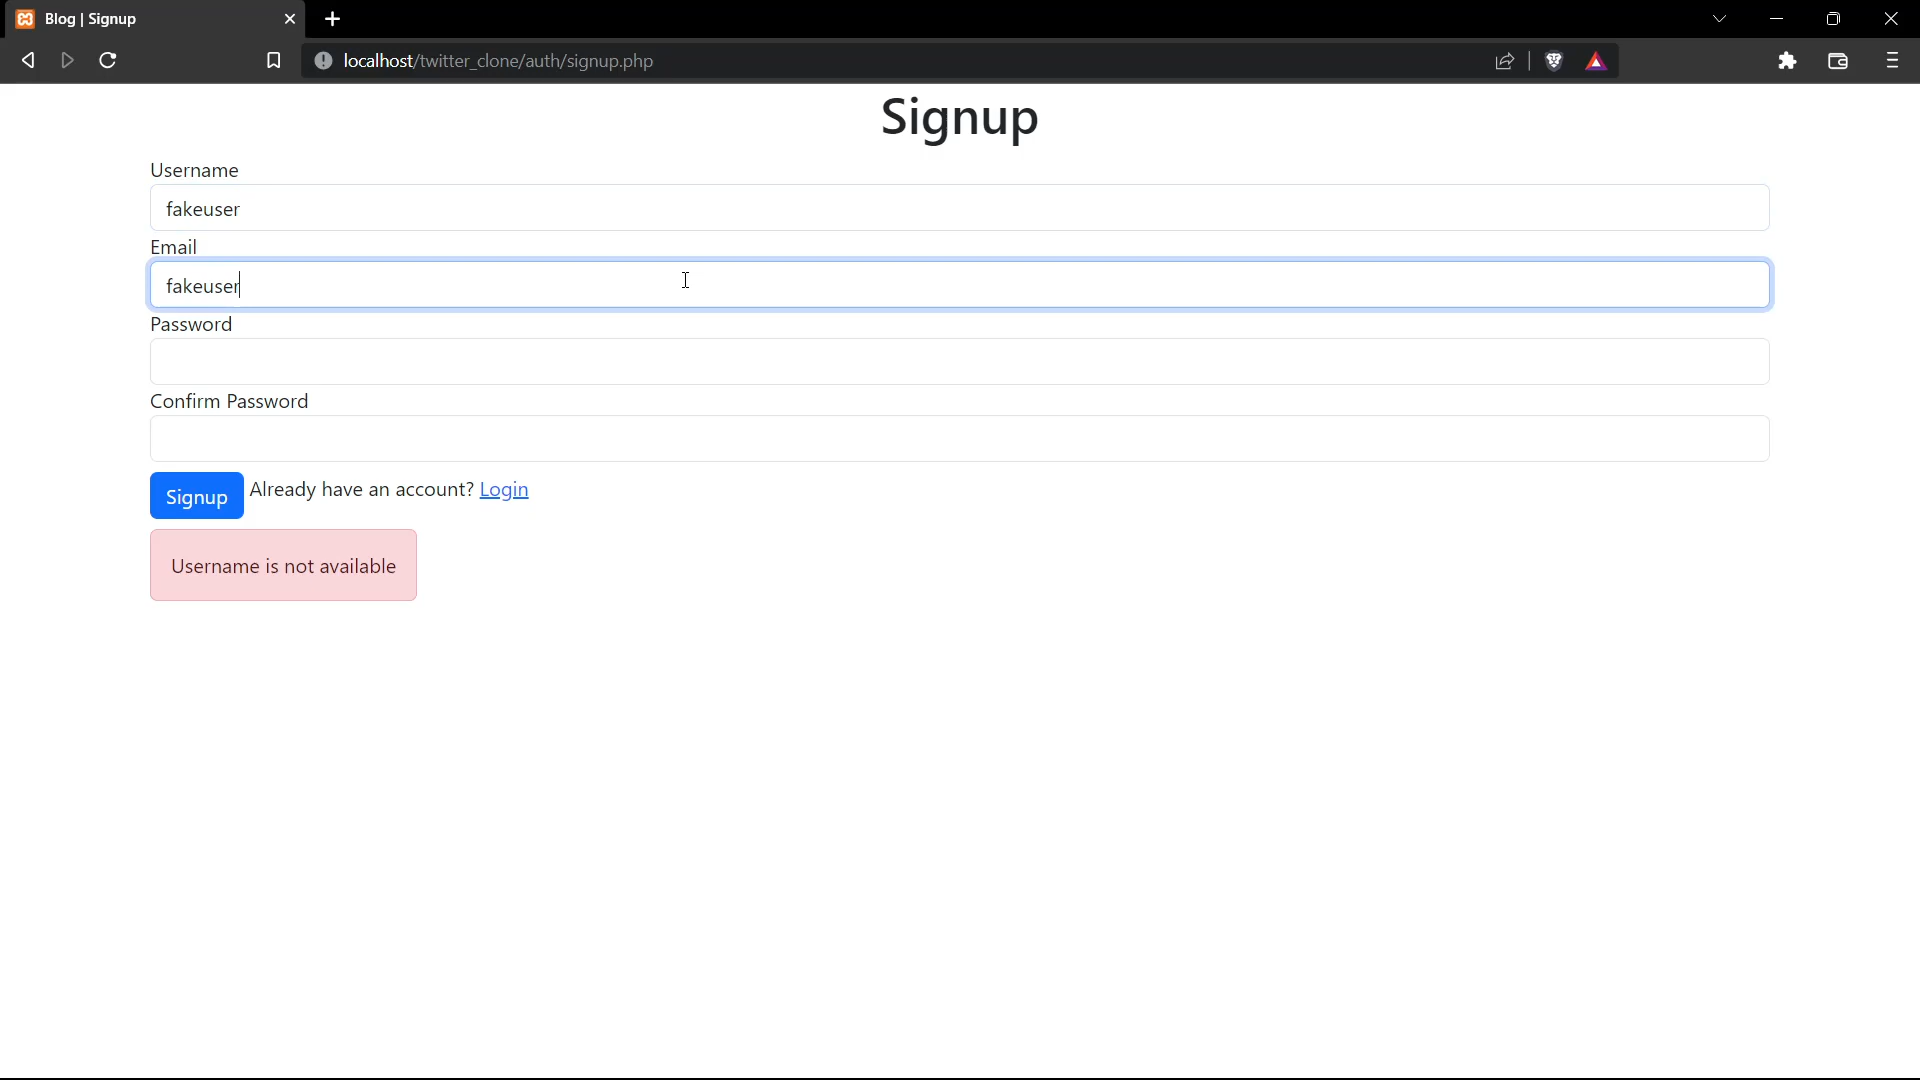 Blog | Signup
localhost/twitter_clone/auth/signup.php
Signup
Username
fakeuser
Email
fakeuser
Password
Confirm Password
Signup Already have an account? Login
Username is not available